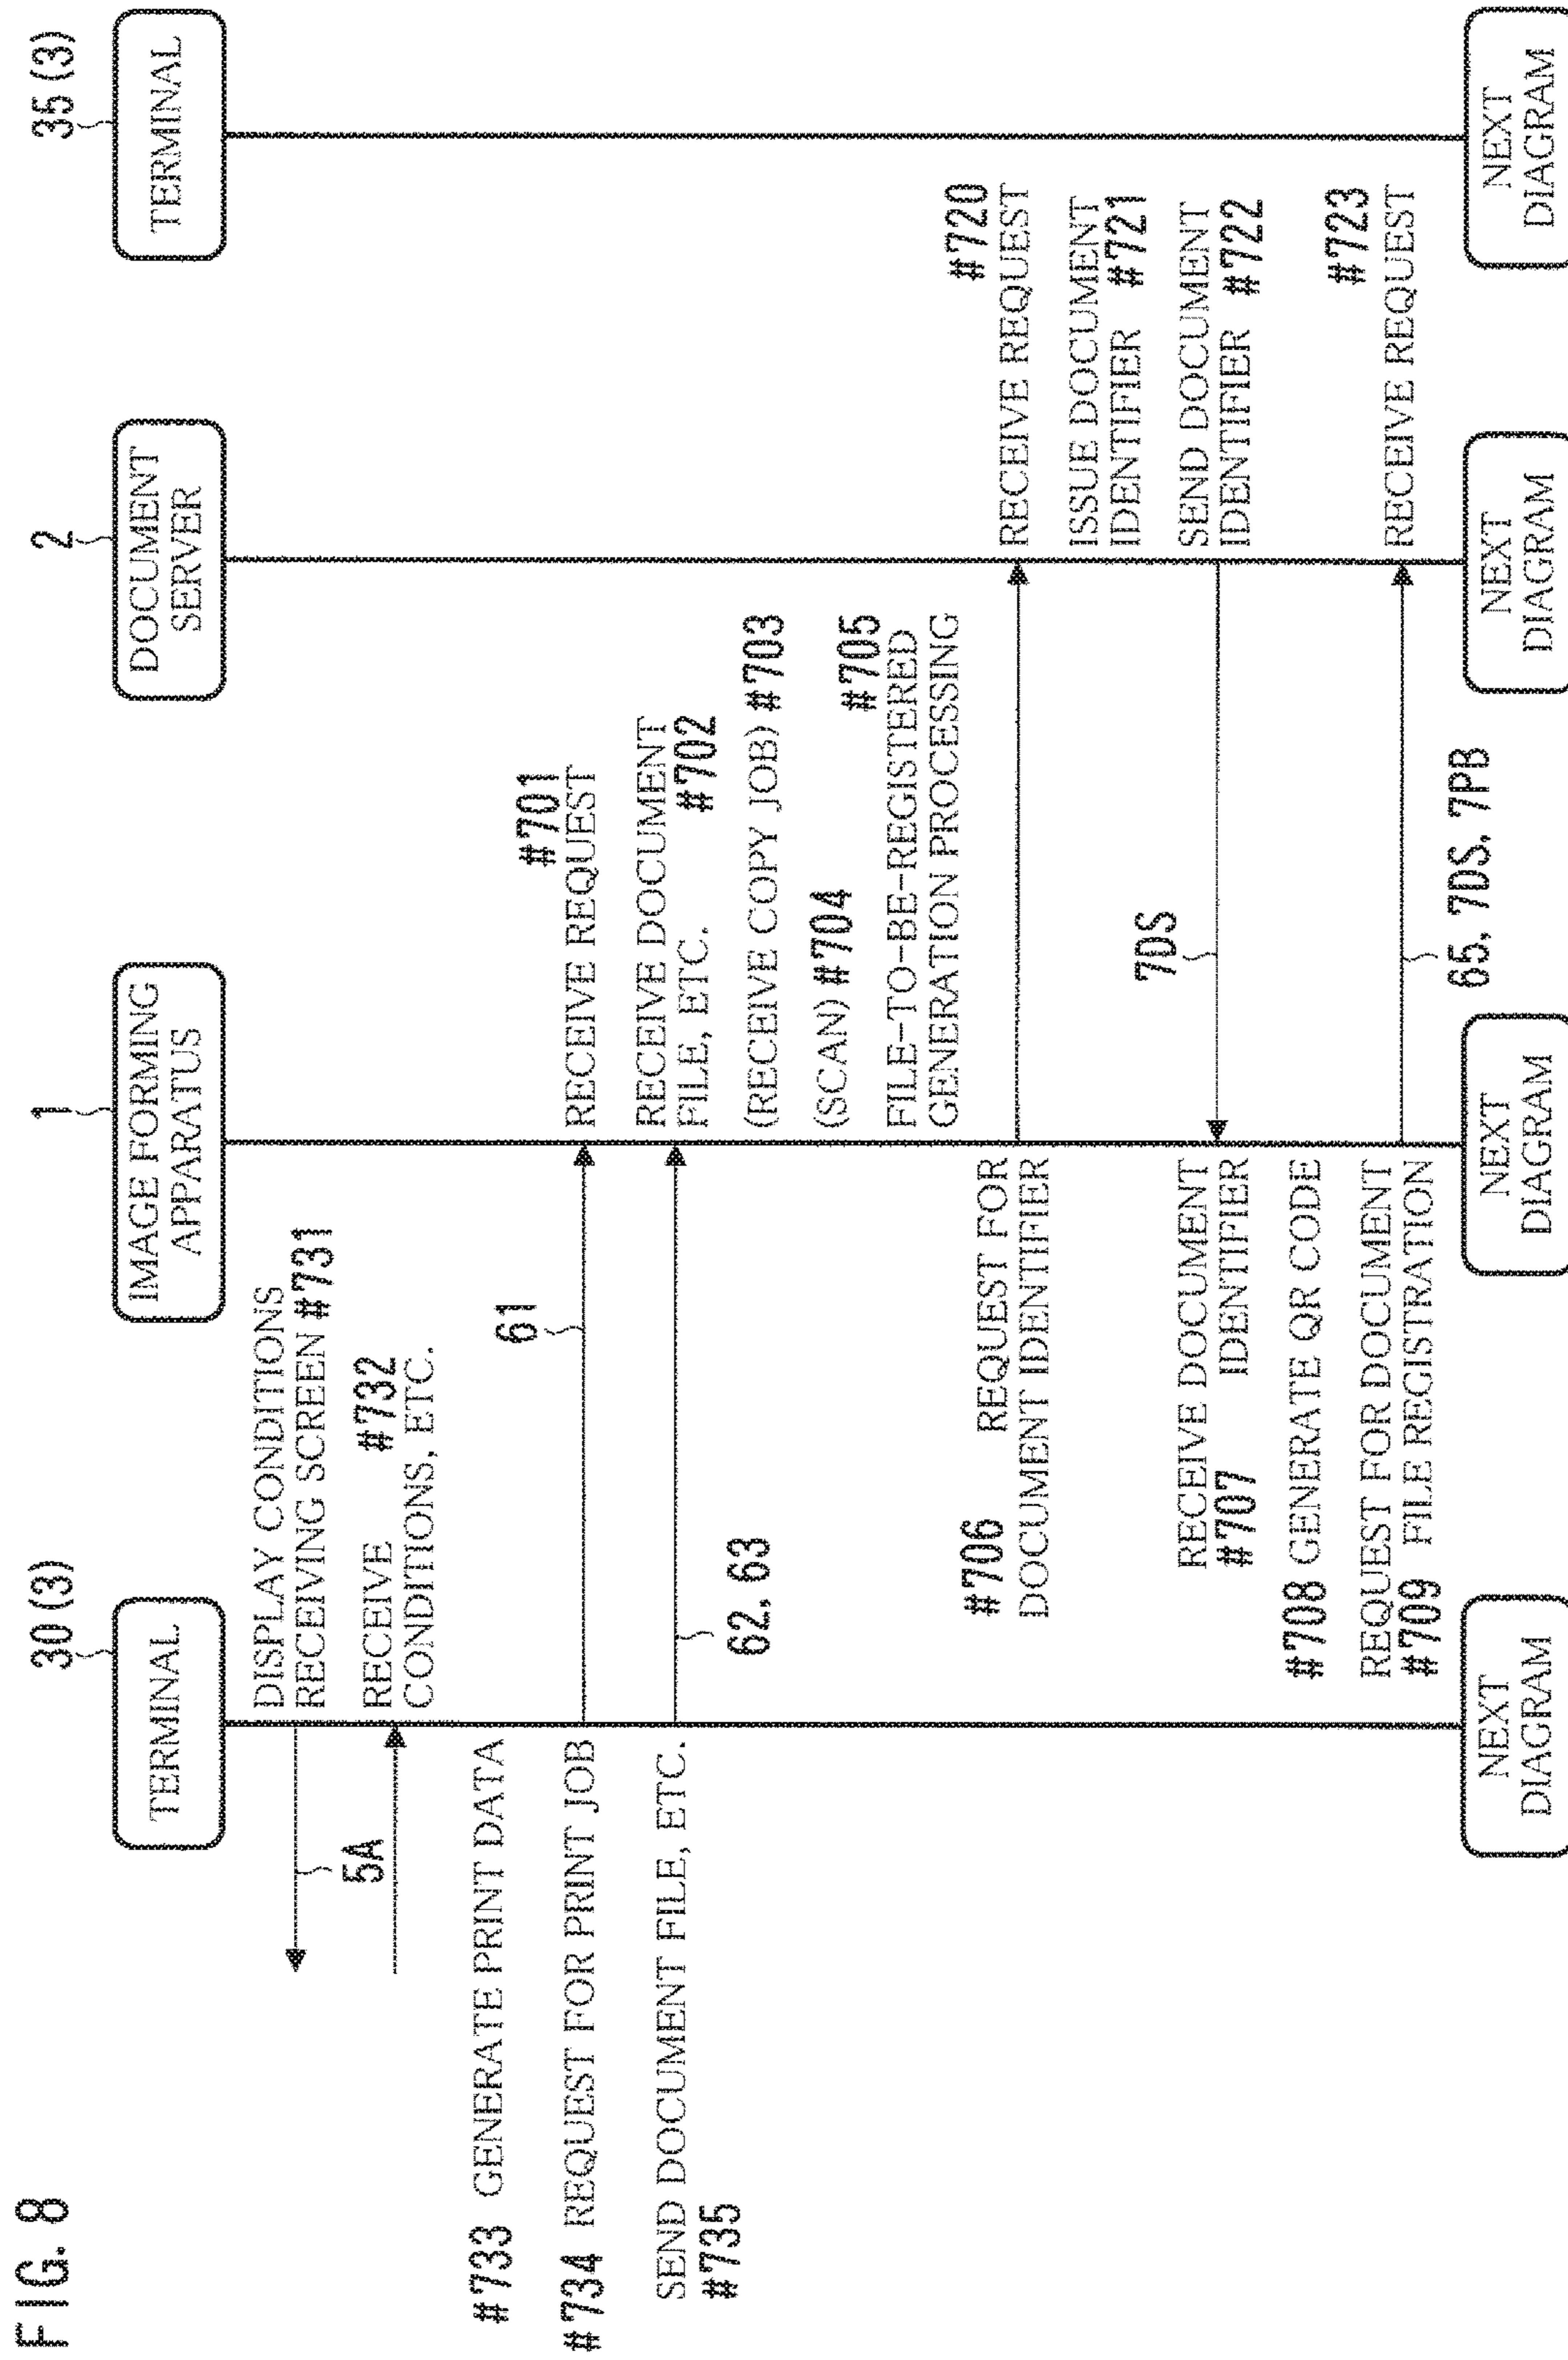 FIG. 8
30 (3)
TERMINAL
1
IMAGE FORMING
APPARATUS
2
DOCUMENT
SERVER
35 (3)
TERMINAL
DISPLAY CONDITIONS
RECEIVING SCREEN #731
5A
RECEIVE #732
CONDITIONS, ETC.
#733 GENERATE PRINT DATA
#734 REQUEST FOR PRINT JOB
61
#701
RECEIVE REQUEST
SEND DOCUMENT FILE, ETC.
#735
62, 63
RECEIVE DOCUMENT
FILE, ETC. #702
(RECEIVE COPY JOB) #703
(SCAN) #704
#705
FILE-TO-BE-REGISTERED
GENERATION PROCESSING
#706 REQUEST FOR
DOCUMENT IDENTIFIER
#720
RECEIVE REQUEST
ISSUE DOCUMENT
IDENTIFIER #721
SEND DOCUMENT
IDENTIFIER #722
7DS
RECEIVE DOCUMENT
#707 IDENTIFIER
#708 GENERATE QR CODE
REQUEST FOR DOCUMENT
#709 FILE REGISTRATION
65, 7DS, 7PB
#723
RECEIVE REQUEST
NEXT
DIAGRAM
NEXT
DIAGRAM
NEXT
DIAGRAM
NEXT
DIAGRAM